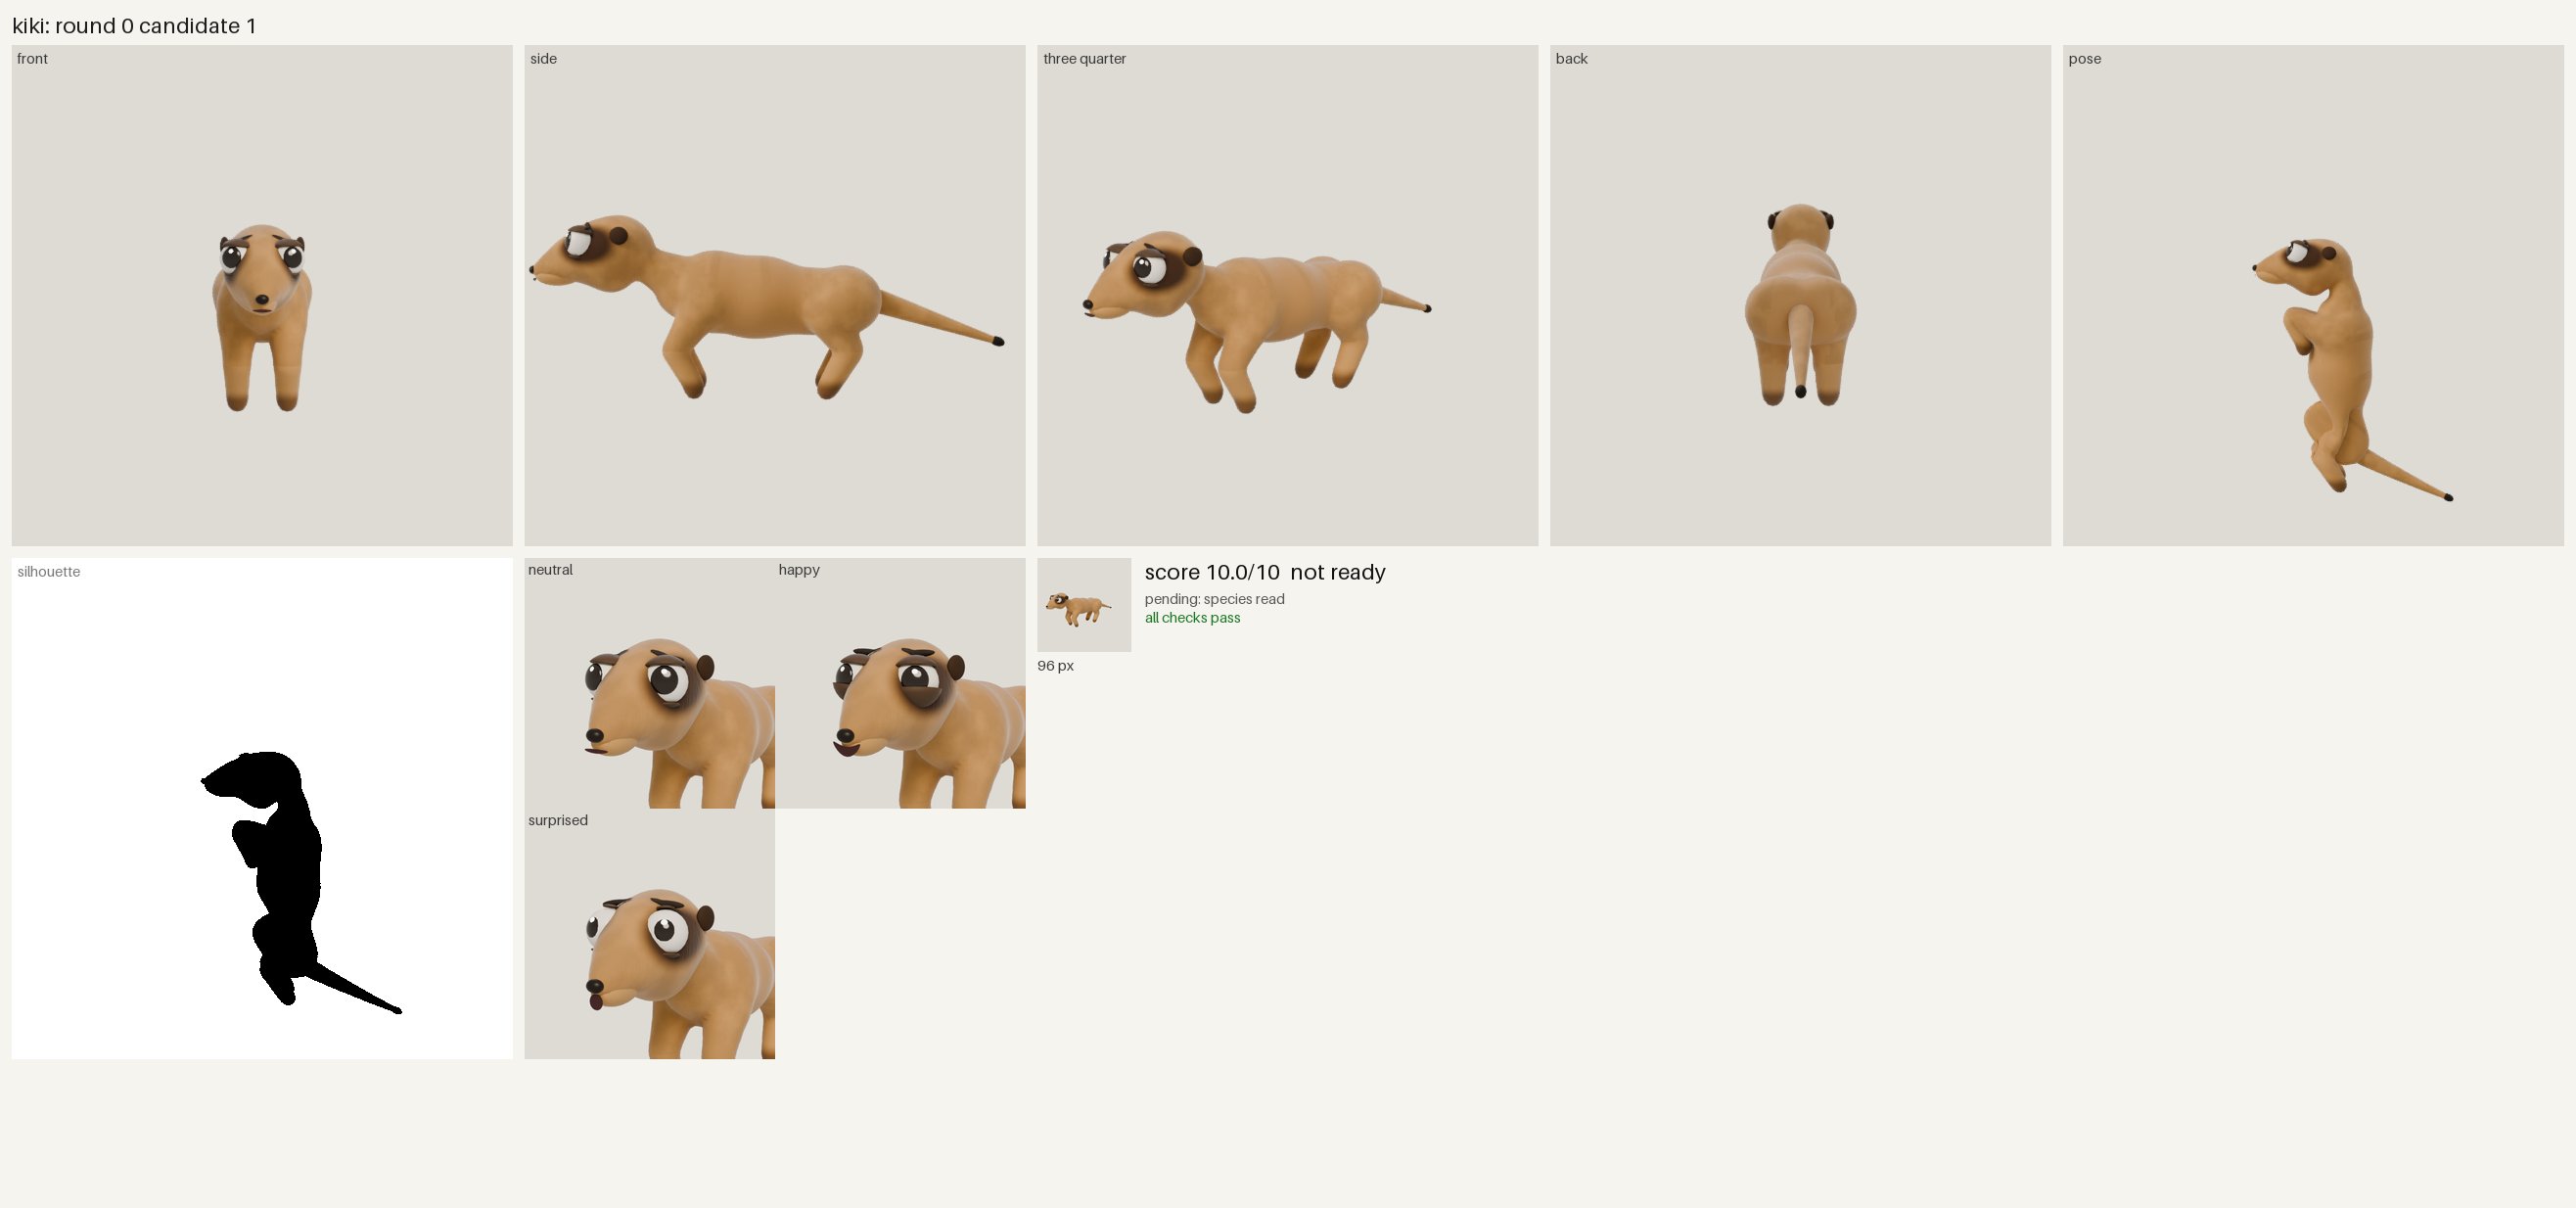 kiki: round 0 candidate 1
front
side
three quarter
back
pose
silhouette
neutral
happy
score 10.0/10 not ready
pending: species read
all checks pass
96 px
surprised